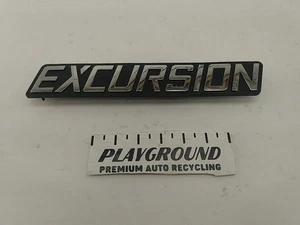 EXCURSION
PLAYGROUND
PREMIUM AUTO RECYCLING